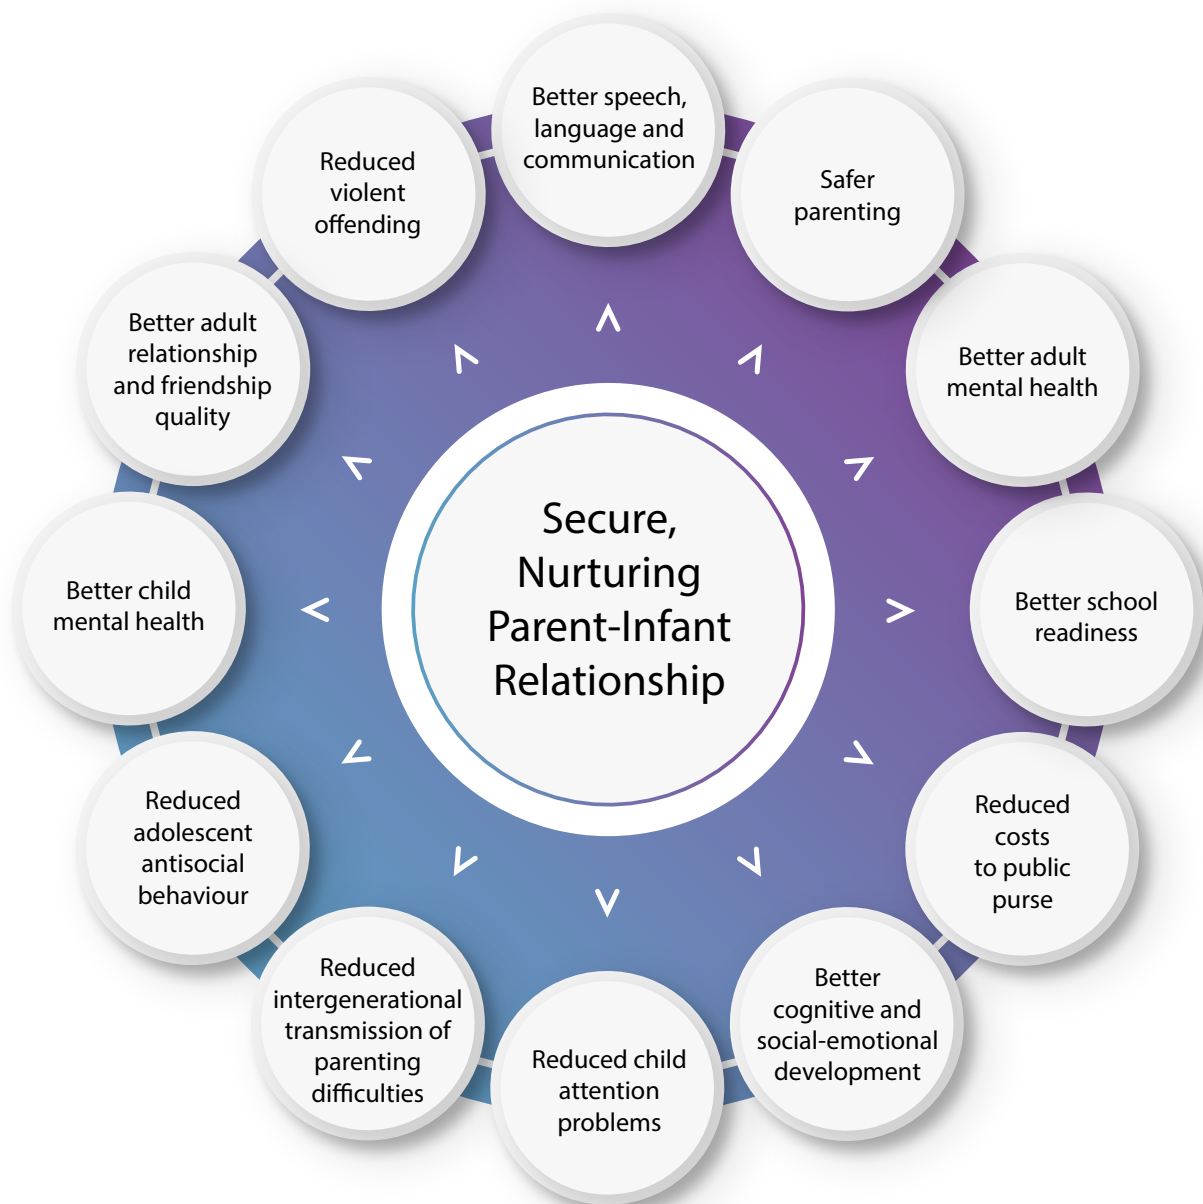 Better speech,
language and
communication
Safer
parenting
Better adult
mental health
Better school
readiness
Reduced
costs
to public
purse
Better
cognitive and
social-emotional
development
Reduced child
attention
problems
Reduced
intergenerational
transmission of
parenting
difficulties
Reduced
adolescent
antisocial
behaviour
Better child
mental health
Better adult
relationship
and friendship
quality
Reduced
violent
offending
Secure,
Nurturing
Parent-Infant
Relationship